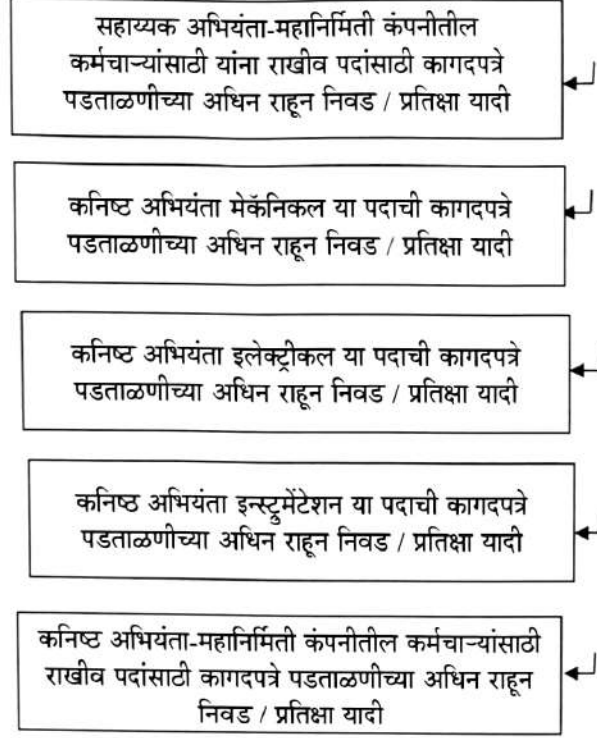 सहाय्यक अभियंता-महानिर्मिती कंपनीतील
कर्मचाऱ्यांसाठी यांना राखीव पदांसाठी कागदपत्रे
पडताळणीच्या अधिन राहून निवड / प्रतिक्षा यादी
कनिष्ट अभियंता मेकॅनिकल या पदाची कागदपत्रे
पडताळणीच्या अधिन राहून निवड / प्रतिक्षा यादी
कनिष्ट अभियंता इलेक्ट्रीकल या पदाची कागदपत्रे
पडताळणीच्या अधिन राहून निवड / प्रतिक्षा यादी
कनिष्ट अभियंता इन्स्ट्रुमेंटेशन या पदाची कागदपत्रे
पडताळणीच्या अधिन राहून निवड / प्रतिक्षा यादी
कनिष्ट अभियंता-महानिर्मिती कंपनीतील कर्मचाऱ्यांसाठी
राखीव पदांसाठी कागदपत्रे पडताळणीच्या अधिन राहून
निवड / प्रतिक्षा यादी